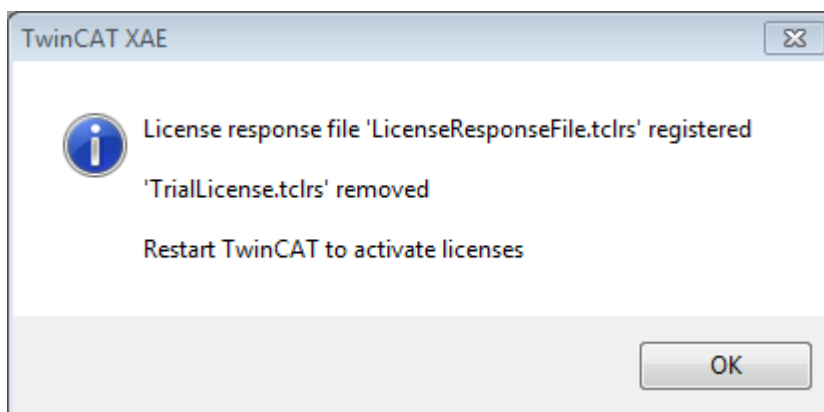 TwinCAT XAE
License response file 'LicenseResponseFile.tclrs' registered
'TrialLicense.tclrs' removed
Restart TwinCAT to activate licenses
OK